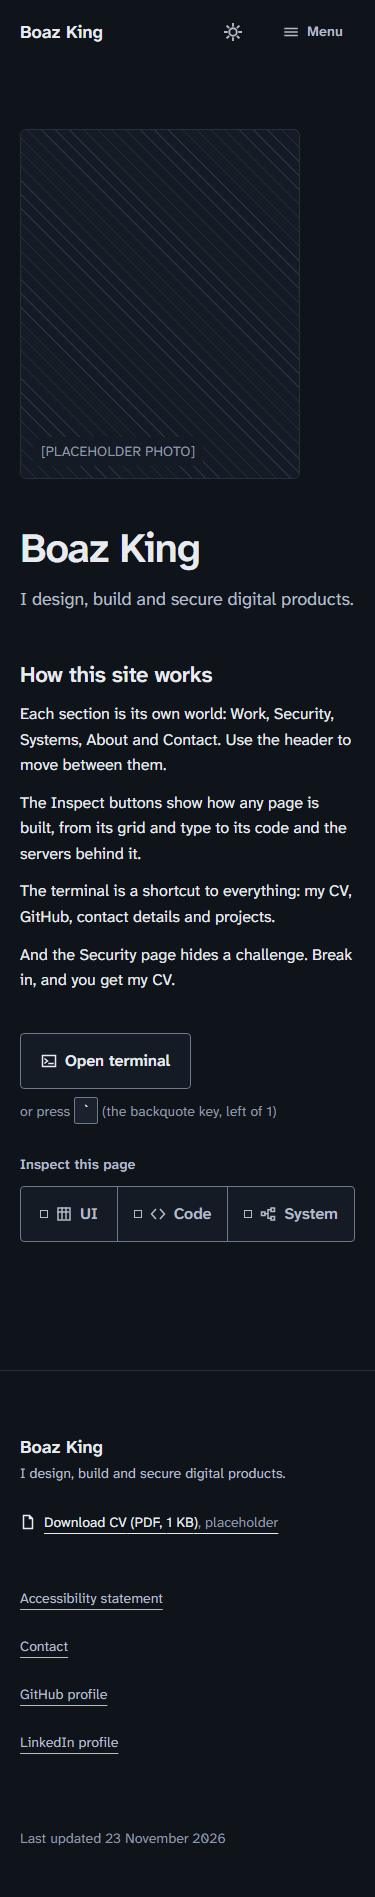 Boaz King
Menu
[PLACEHOLDER PHOTO]
Boaz King
I design, build and secure digital products.
How this site works
Each section is its own world: Work, Security,
Systems, About and Contact. Use the header to
move between them.
The Inspect buttons show how any page is
built, from its grid and type to its code and the
servers behind it.
The terminal is a shortcut to everything: my CV,
GitHub, contact details and projects.
And the Security page hides a challenge. Break
in, and you get my CV.
Open terminal
or press ` (the backquote key, left of 1)
Inspect this page
UI
Code
System
Boaz King
I design, build and secure digital products.
Download CV (PDF, 1 KB), placeholder
Accessibility statement
Contact
GitHub profile
LinkedIn profile
Last updated 23 November 2026